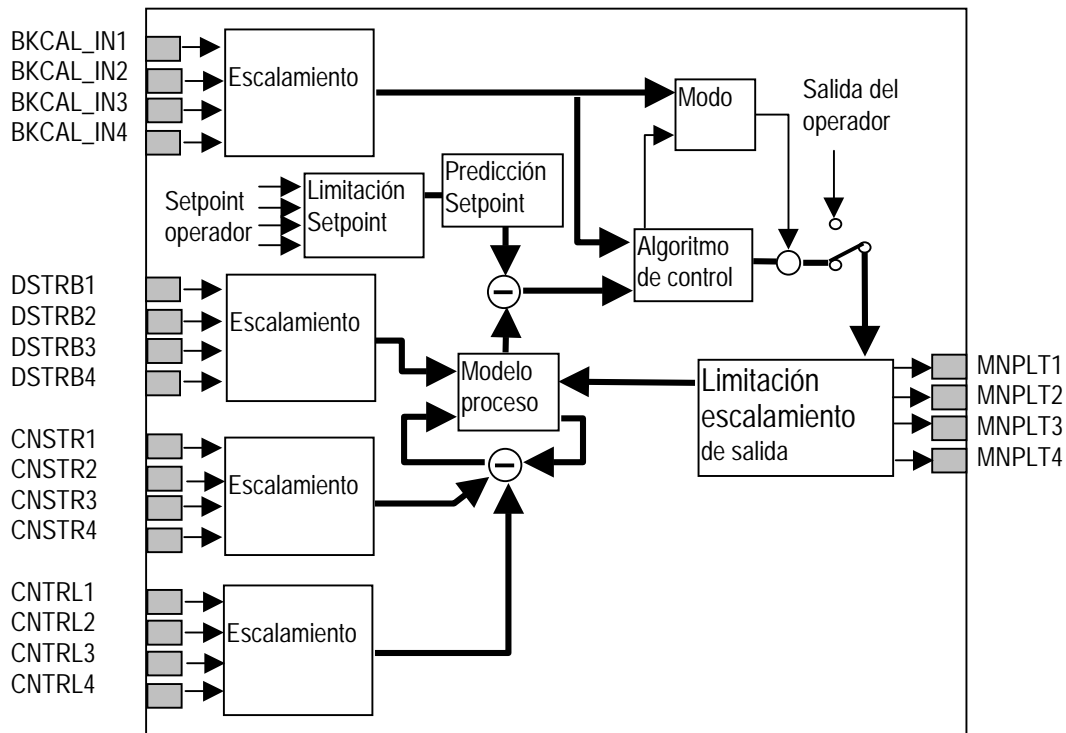 BKCAL_IN1
BKCAL_IN2
BKCAL_IN3
BKCAL_IN4
Escalamiento
Modo
Salida del
operador
Setpoint
operador
Limitación
Setpoint
Predicción
Setpoint
Algoritmo
de control
DSTRB1
DSTRB2
DSTRB3
DSTRB4
Escalamiento
Modelo
proceso
Limitación
escalamiento
de salida
MNPLT1
MNPLT2
MNPLT3
MNPLT4
CNSTR1
CNSTR2
CNSTR3
CNSTR4
Escalamiento
CNTRL1
CNTRL2
CNTRL3
CNTRL4
Escalamiento